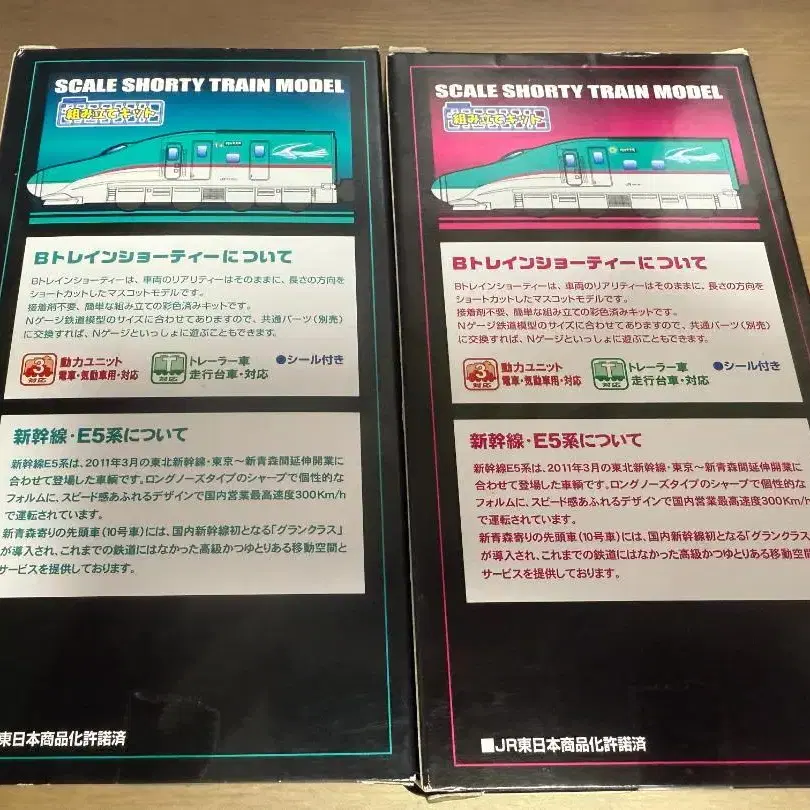 SCALE SHORTY TRAIN MODEL
組み立てキット
Bトレインショーティーについて
Bトレインショーティーは、車両のリアリティーはそのままに、長さの方向を
ショートカットしたマスコットモデルです。
接着剤不要、簡単な組み立ての彩色済みキットです。
Nゲージ鉄道模型のサイズに合わせてありますので、共通パーツ(別売)
に交換すれば、Nゲージといっしょに遊ぶこともできます。
3 対応 動力ユニット 電車・気動車用・対応
T 対応 トレーラー車 走行台車・対応
●シール付き
新幹線・E5系について
新幹線E5系は、2011年3月の東北新幹線・東京〜新青森間延伸開業に
合わせて登場した車輌です。ロングノーズタイプのシャープで個性的な
フォルムに、スピード感あふれるデザインで国内営業最高速度300Km/h
で運転されています。
新青森寄りの先頭車(10号車)には、国内新幹線初となる「グランクラス」
が導入され、これまでの鉄道にはなかった高級かつゆとりある移動空間と
サービスを提供しております。
東日本商品化許諾済
SCALE SHORTY TRAIN MODEL
組み立てキット
Bトレインショーティーについて
Bトレインショーティーは、車両のリアリティーはそのままに、長さの方向を
ショートカットしたマスコットモデルです。
接着剤不要、簡単な組み立ての彩色済みキットです。
Nゲージ鉄道模型のサイズに合わせてありますので、共通パーツ(別売)
に交換すれば、Nゲージといっしょに遊ぶこともできます。
3 対応 動力ユニット 電車・気動車用・対応
T 対応 トレーラー車 走行台車・対応
●シール付き
新幹線・E5系について
新幹線E5系は、2011年3月の東北新幹線・東京〜新青森間延伸開業に
合わせて登場した車輌です。ロングノーズタイプのシャープで個性的な
フォルムに、スピード感あふれるデザインで国内営業最高速度300Km/
で運転されています。
新青森寄りの先頭車(10号車)には、国内新幹線初となる「グランクラス
が導入され、これまでの鉄道にはなかった高級かつゆとりある移動空間と
サービスを提供しております。
■JR東日本商品化許諾済